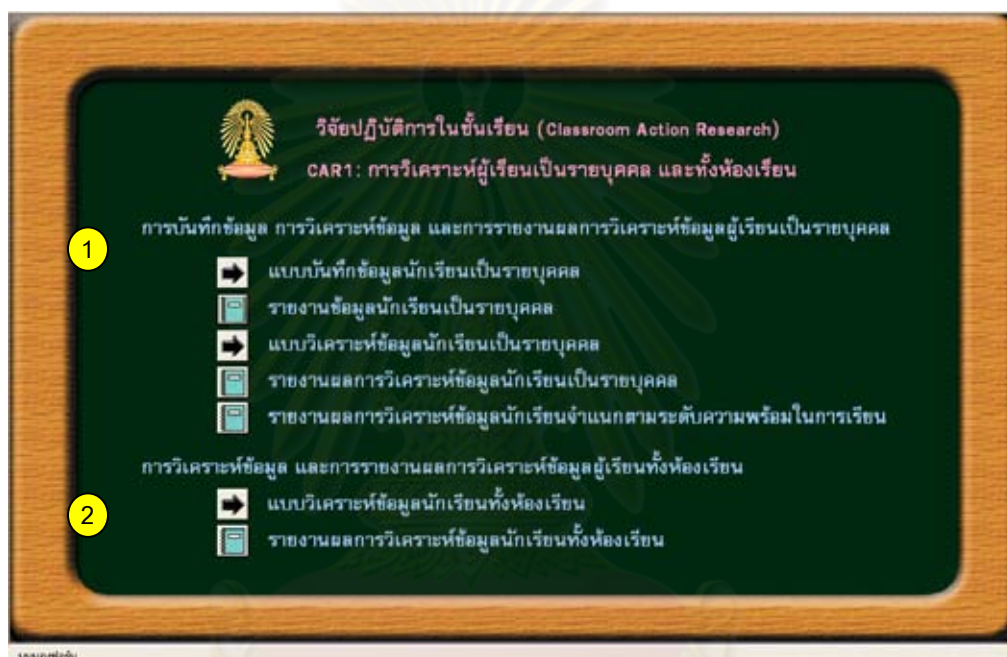 วิจัยปฏิบัติการในชั้นเรียน (Classroom Action Research)
CAR1: การวิเคราะห์ผู้เรียนเป็นรายบุคคล และทั้งห้องเรียน
1
การบันทึกข้อมูล การวิเคราะห์ข้อมูล และการรายงานผลการวิเคราะห์ข้อมูลผู้เรียนเป็นรายบุคคล
แบบบันทึกข้อมูลนักเรียนเป็นรายบุคคล
รายงานข้อมูลนักเรียนเป็นรายบุคคล
แบบวิเคราะห์ข้อมูลนักเรียนเป็นรายบุคคล
รายงานผลการวิเคราะห์ข้อมูลนักเรียนเป็นรายบุคคล
รายงานผลการวิเคราะห์ข้อมูลนักเรียนจำแนกตามระดับความพร้อมในการเรียน
การวิเคราะห์ข้อมูล และการรายงานผลการวิเคราะห์ข้อมูลผู้เรียนทั้งห้องเรียน
2
แบบวิเคราะห์ข้อมูลนักเรียนทั้งห้องเรียน
รายงานผลการวิเคราะห์ข้อมูลนักเรียนทั้งห้องเรียน